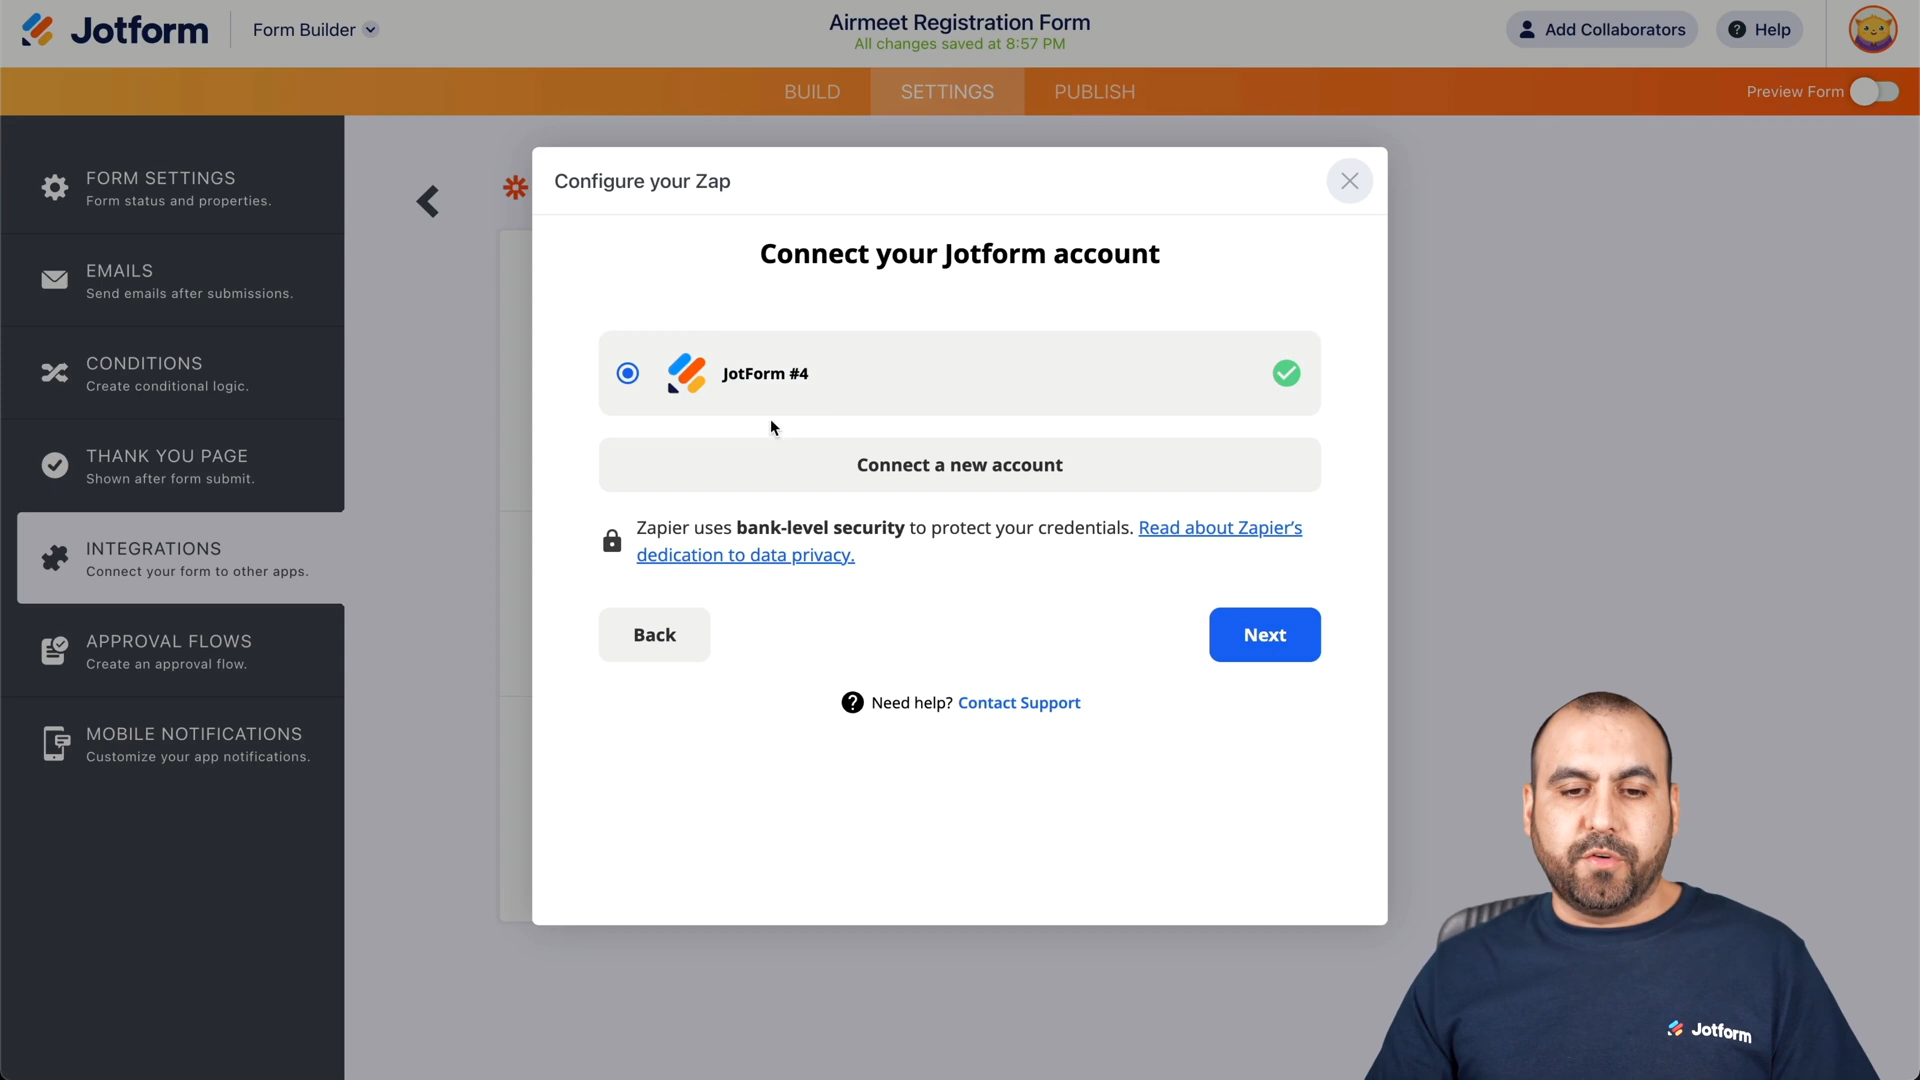 Jotform
Form Builder
Airmeet Registration Form
All changes saved at 8:57 PM
Add Collaborators
Help
BUILD
SETTINGS
PUBLISH
Preview Form
FORM SETTINGS
Form status and properties.
EMAILS
Send emails after submissions.
CONDITIONS
Create conditional logic.
THANK YOU PAGE
Shown after form submit.
INTEGRATIONS
Connect your form to other apps.
APPROVAL FLOWS
Create an approval flow.
MOBILE NOTIFICATIONS
Customize your app notifications.
Configure your Zap
Connect your Jotform account
JotForm #4
Connect a new account
Zapier uses bank-level security to protect your credentials. Read about Zapier's
dedication to data privacy.
Back
Next
Need help? Contact Support
Jotform